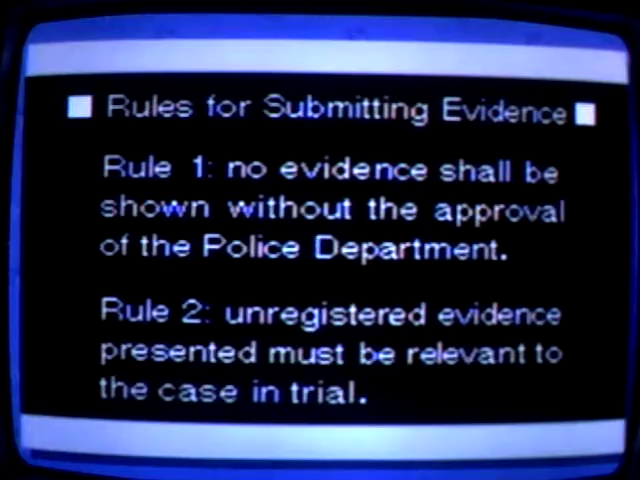 ■ Rules for Submitting Evidence ■
Rule 1: no evidence shall be
shown without the approval
of the Police Department.
Rule 2: unregistered evidence
presented must be relevant to
the case in trial.